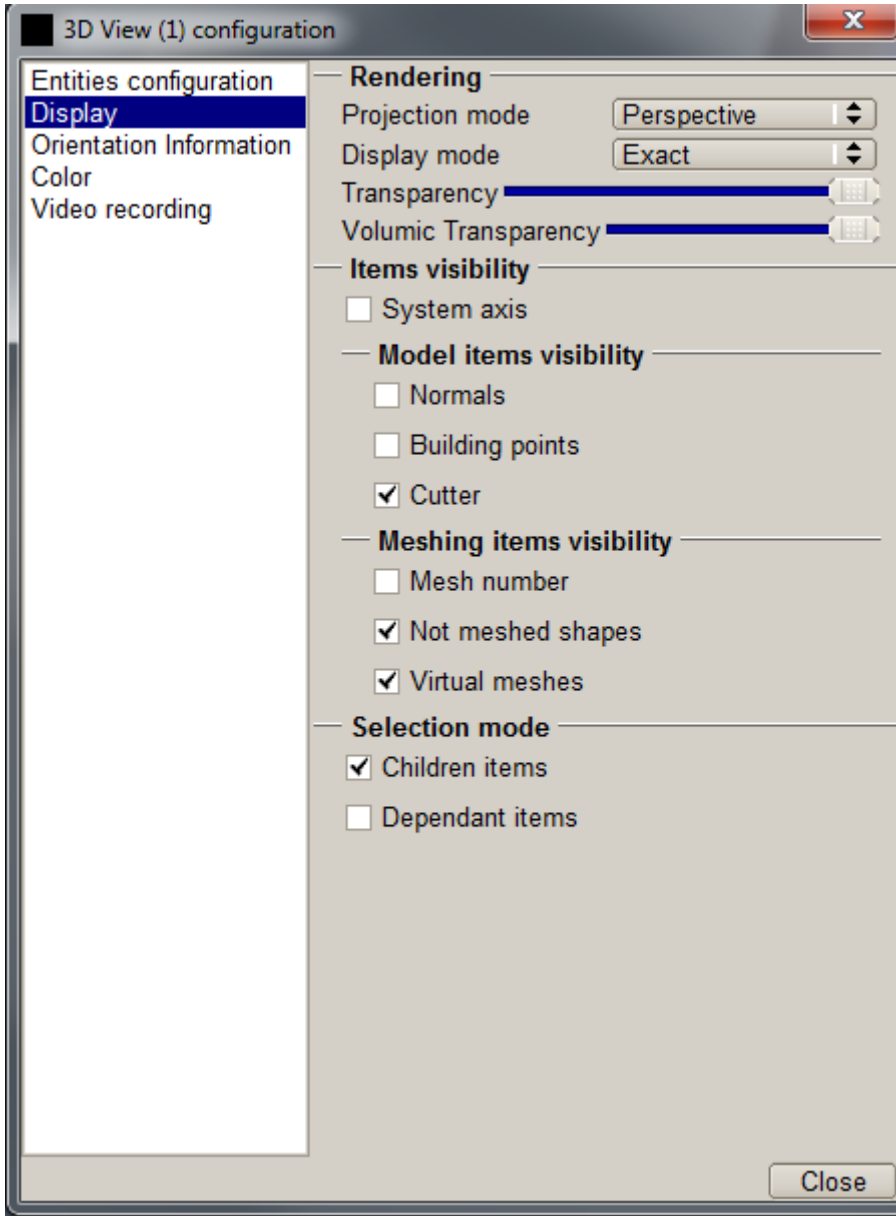 3D View (1) configuration
x
Entities configuration
Display
Orientation Information
Color
Video recording
Rendering
Projection mode Perspective
Display mode Exact
Transparency
Volumic Transparency
Items visibility
System axis
Model items visibility
Normals
Building points
Cutter
Meshing items visibility
Mesh number
Not meshed shapes
Virtual meshes
Selection mode
Children items
Dependant items
Close